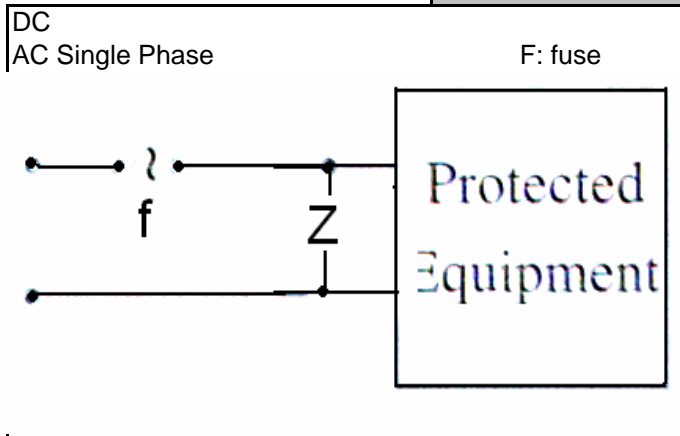 DC
AC Single Phase F: fuse
f
Z
Protected
Equipment